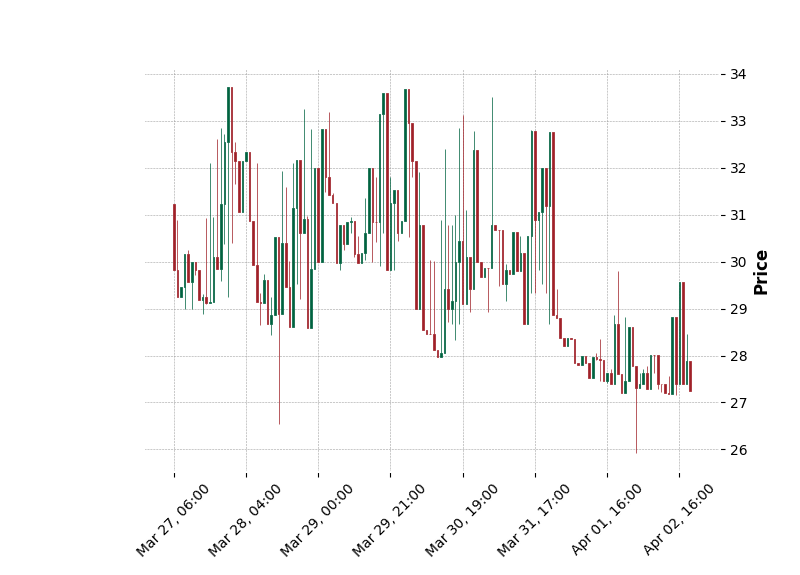 34
33
32
31
30
29
28
27
26
Price
Mar 27, 06:00
Mar 28, 04:00
Mar 29, 00:00
Mar 29, 21:00
Mar 30, 19:00
Mar 31, 17:00
Apr 01, 16:00
Apr 02, 16:00